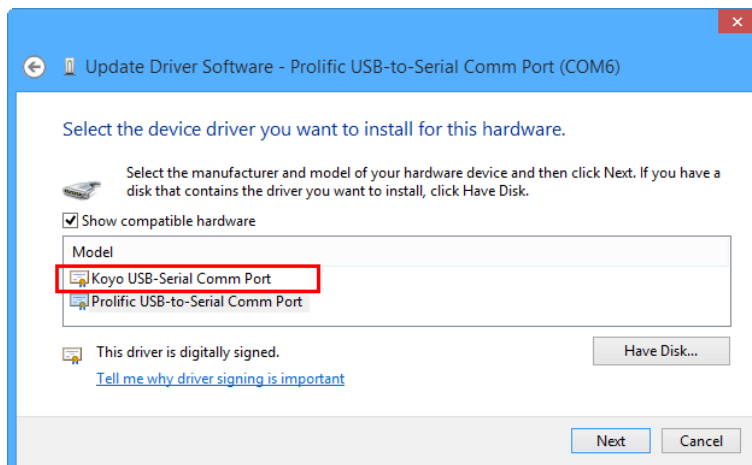 Update Driver Software - Prolific USB-to-Serial Comm Port (COM6)
Select the device driver you want to install for this hardware.
Select the manufacturer and model of your hardware device and then click Next. If you have a
disk that contains the driver you want to install, click Have Disk.
Show compatible hardware
Model
Koyo USB-Serial Comm Port
Prolific USB-to-Serial Comm Port
This driver is digitally signed.
Have Disk...
Tell me why driver signing is important
Next
Cancel